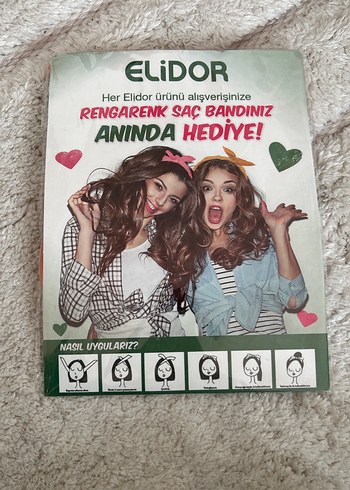 ELiDOR
Her Elidor ürünü alışverişinize
RENGARENK SAÇ BANDINIZ
ANINDA HEDİYE!
NASIL UYGULARIZ?